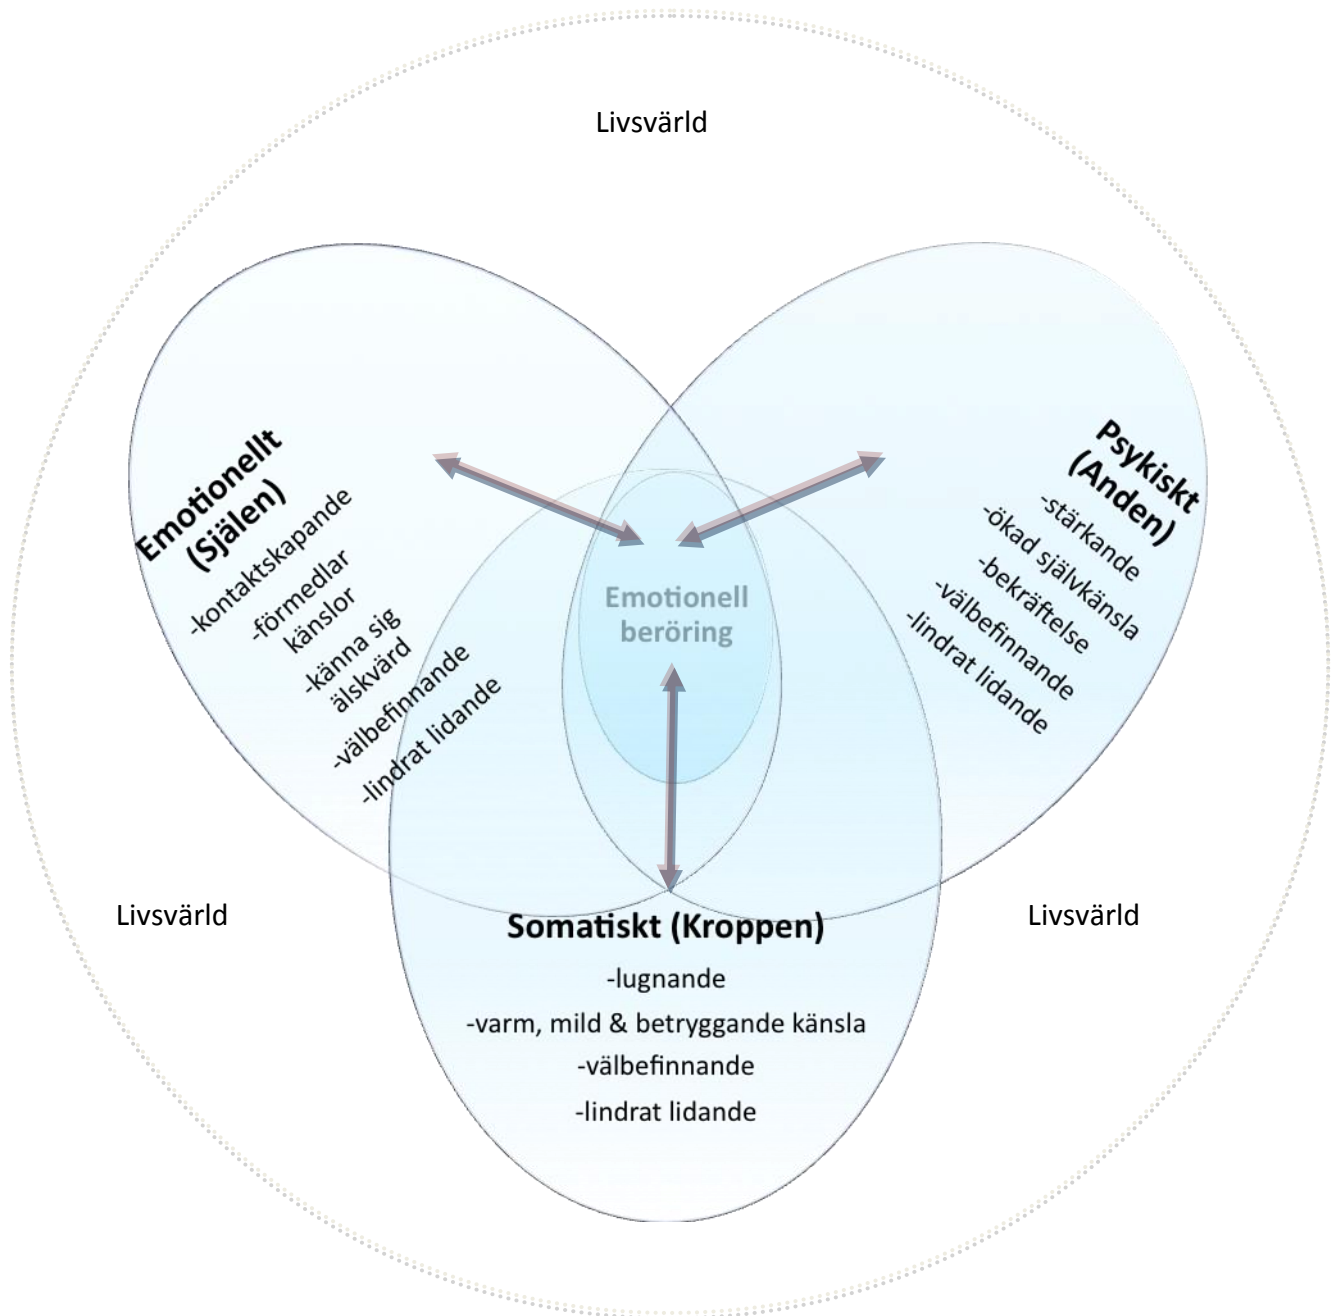 Livsvärld
Emotionellt
(Själen)
-kontaktskapande
-förmedlar
känslor
-känna sig
älskvärd
-välbefinnande
-lindrat lidande
Psykiskt
(Anden)
-stärkande
-ökad självkänsla
-bekräftelse
-välbefinnande
-lindrat lidande
Emotionell
beröring
Livsvärld
Livsvärld
Somatiskt (Kroppen)
-lugnande
-varm, mild & betryggande känsla
-välbefinnande
-lindrat lidande